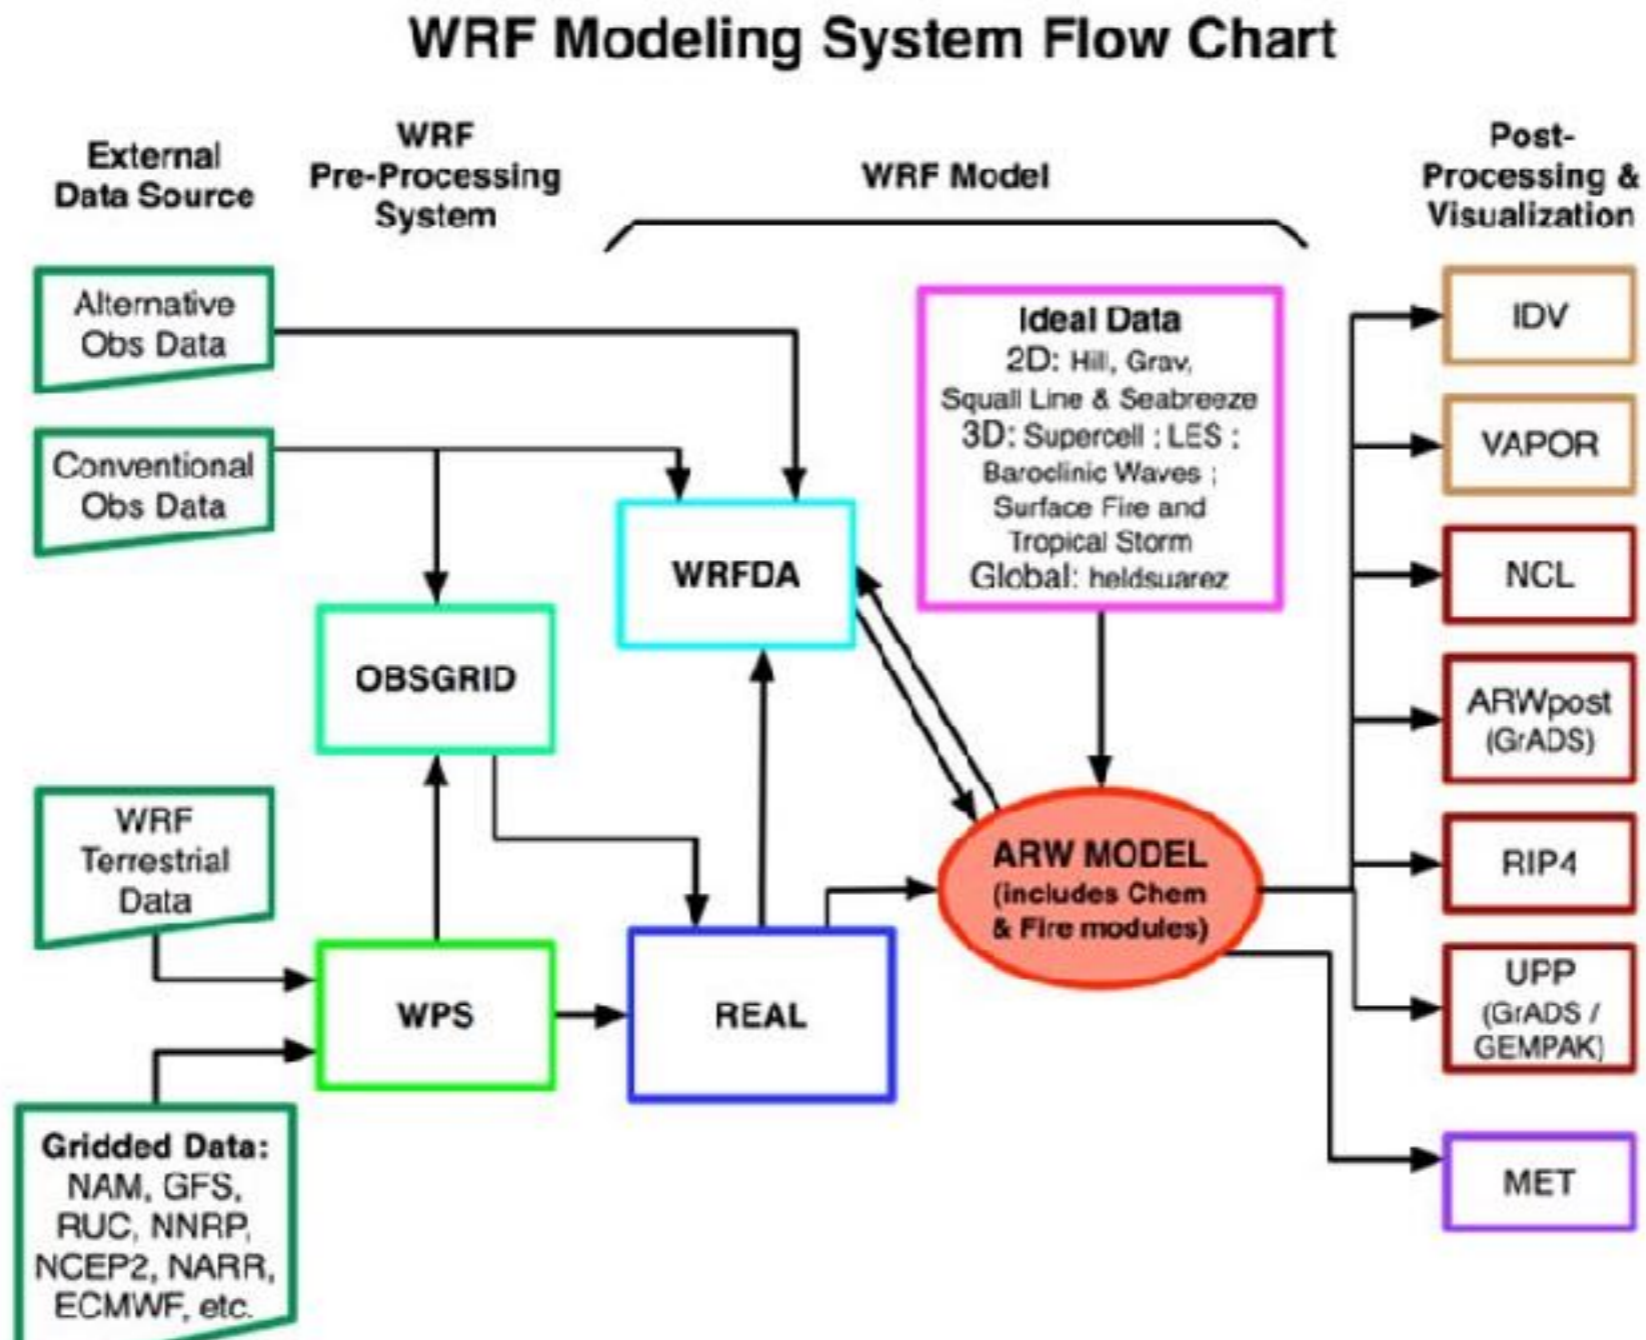 WRF Modeling System Flow Chart
External
Data Source
WRF
Pre-Processing
System
WRF Model
Post-
Processing &
Visualization
Alternative
Obs Data
Conventional
Obs Data
WRF
Terrestrial
Data
Gridded Data:
NAM, GFS,
RUC, NNRP,
NCEP2, NARR,
ECMWF, etc.
OBSGRID
WPS
WRFDA
REAL
Ideal Data
2D: Hill, Grav,
Squall Line & Seabreeze
3D: Supercell ; LES ;
Baroclinic Waves ;
Surface Fire and
Tropical Storm
Global: heldsuarez
ARW MODEL
(includes Chem
& Fire modules)
IDV
VAPOR
NCL
ARWpost
(GrADS)
RIP4
UPP
(GrADS /
GEMPAK)
MET